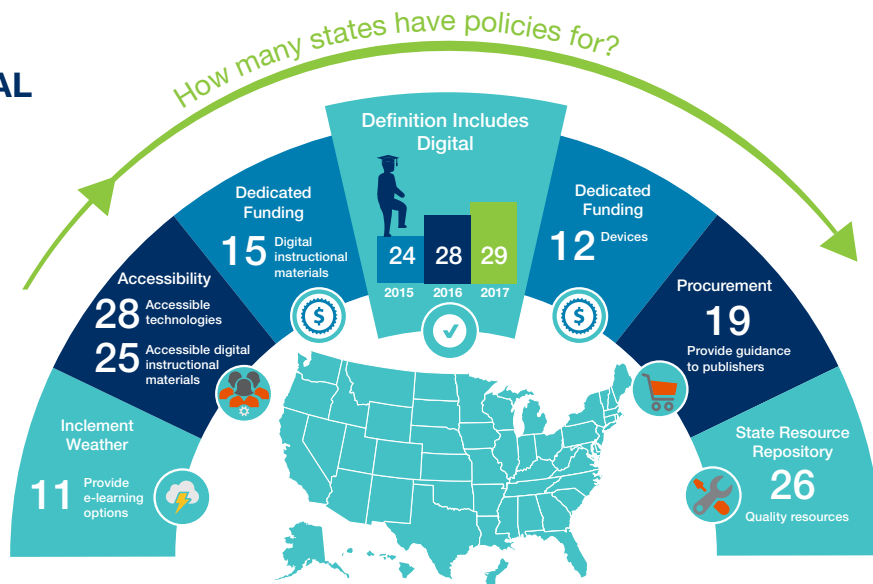 AL
How many states have policies for?
Inclement
Weather
11 Provide
e-learning
options
Accessibility
28 Accessible
technologies
25 Accessible digital
instructional
materials
Dedicated
Funding
15 Digital
instructional
materials
$
Definition Includes
Digital
24 28 29
2015 2016 2017
Dedicated
Funding
12 Devices
$
Procurement
19
Provide guidance
to publishers
State Resource
Repository
26
Quality resources